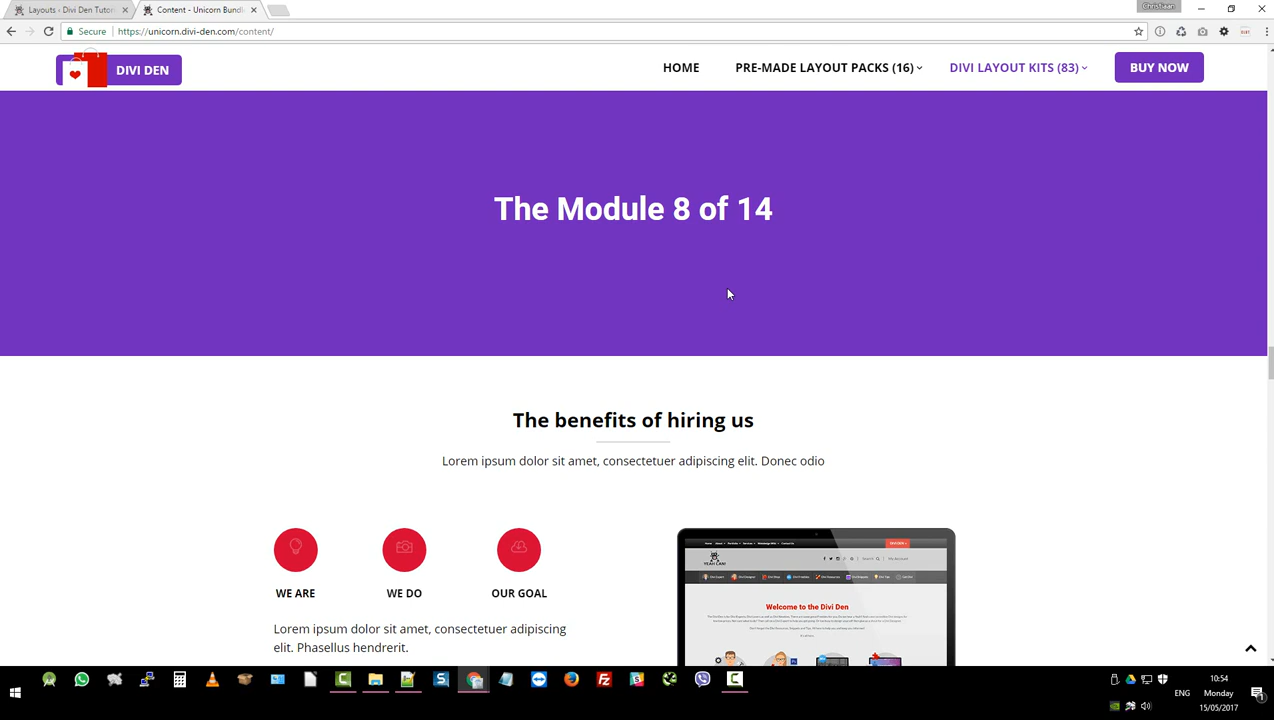 Layouts ‹ Divi Den Tutor
Content - Unicorn Bundl
Christiaan
Secure
https://unicorn.divi-den.com/content/
DIVI DEN
HOME
PRE-MADE LAYOUT PACKS (16)
DIVI LAYOUT KITS (83)
BUY NOW
The Module 8 of 14
The benefits of hiring us
Lorem ipsum dolor sit amet, consectetuer adipiscing elit. Donec odio
WE ARE
WE DO
OUR GOAL
Lorem ipsum dolor sit amet, consectetuer adipiscing
elit. Phasellus hendrerit.
Welcome to the Divi Den
10:54
ENG
Monday
15/05/2017